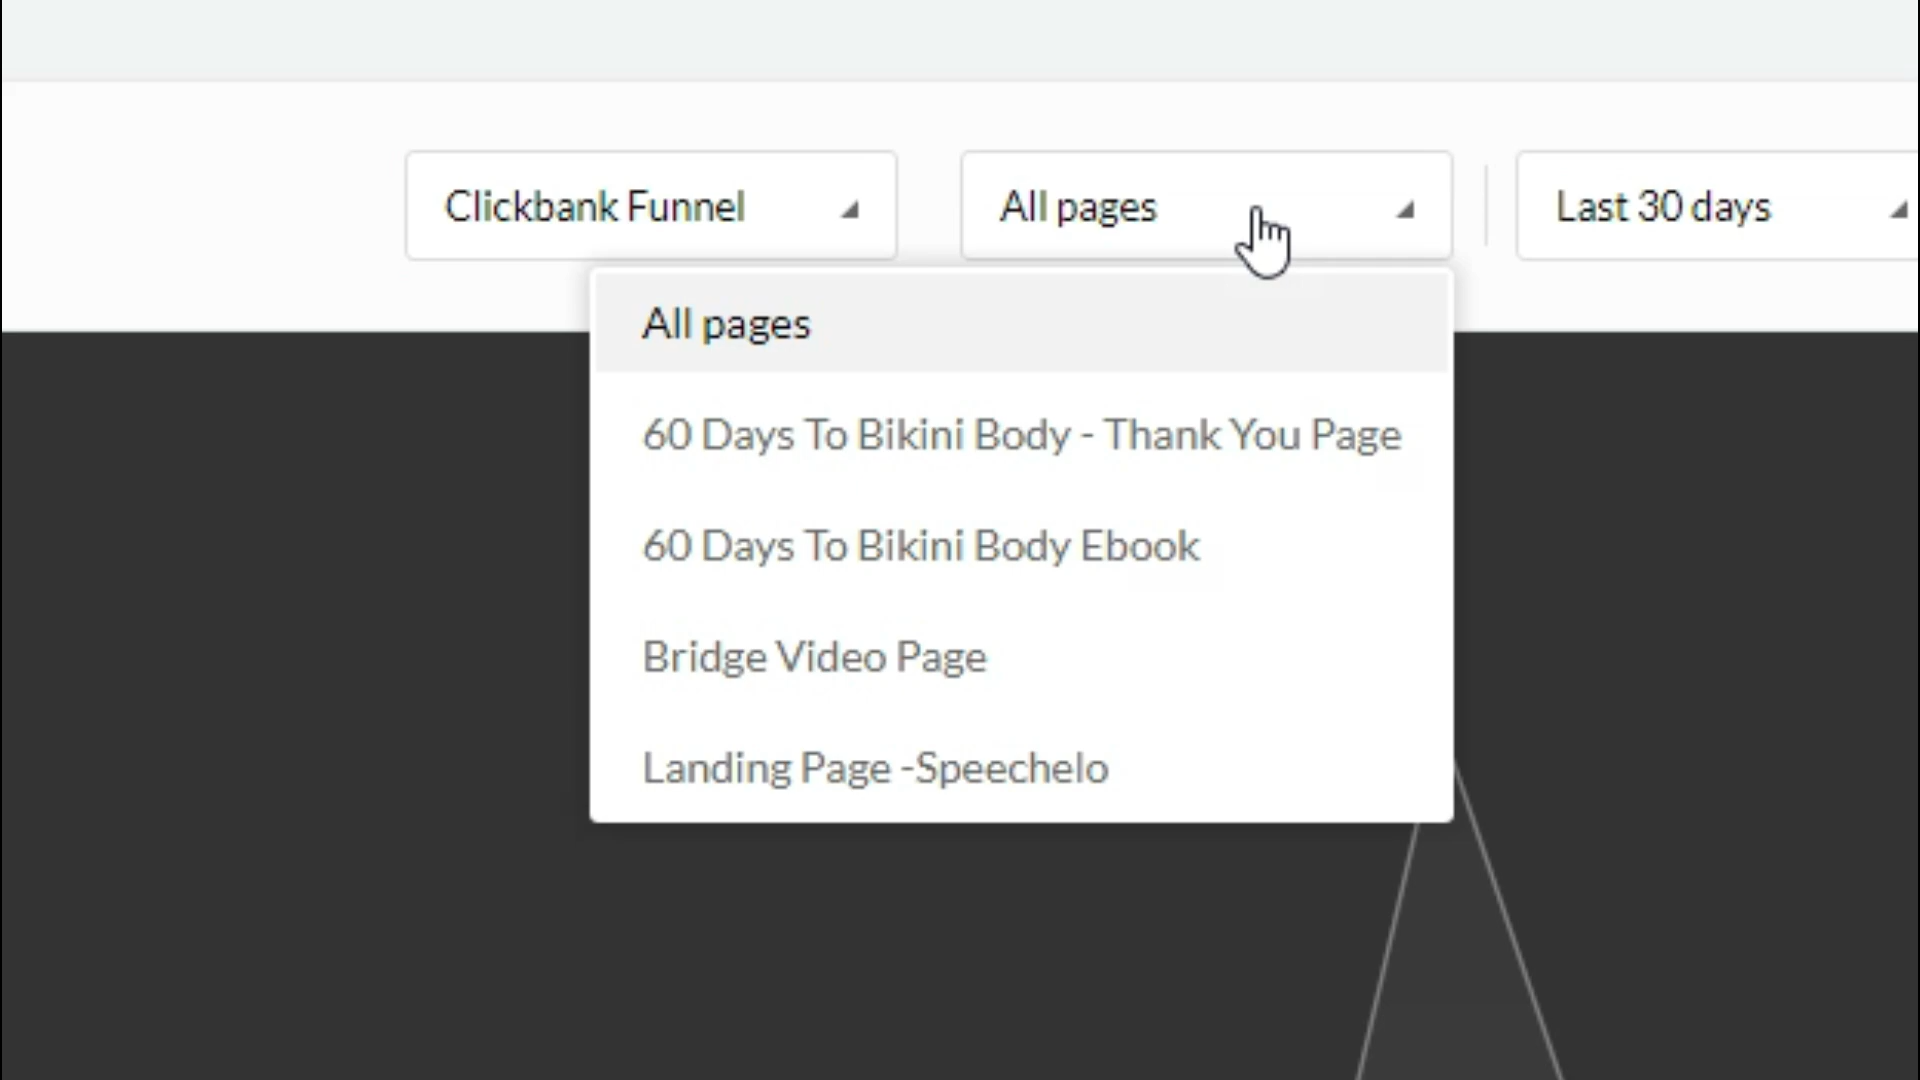 Clickbank Funnel
All pages
Last 30 days
All pages
60 Days To Bikini Body - Thank You Page
60 Days To Bikini Body Ebook
Bridge Video Page
Landing Page -Speechelo